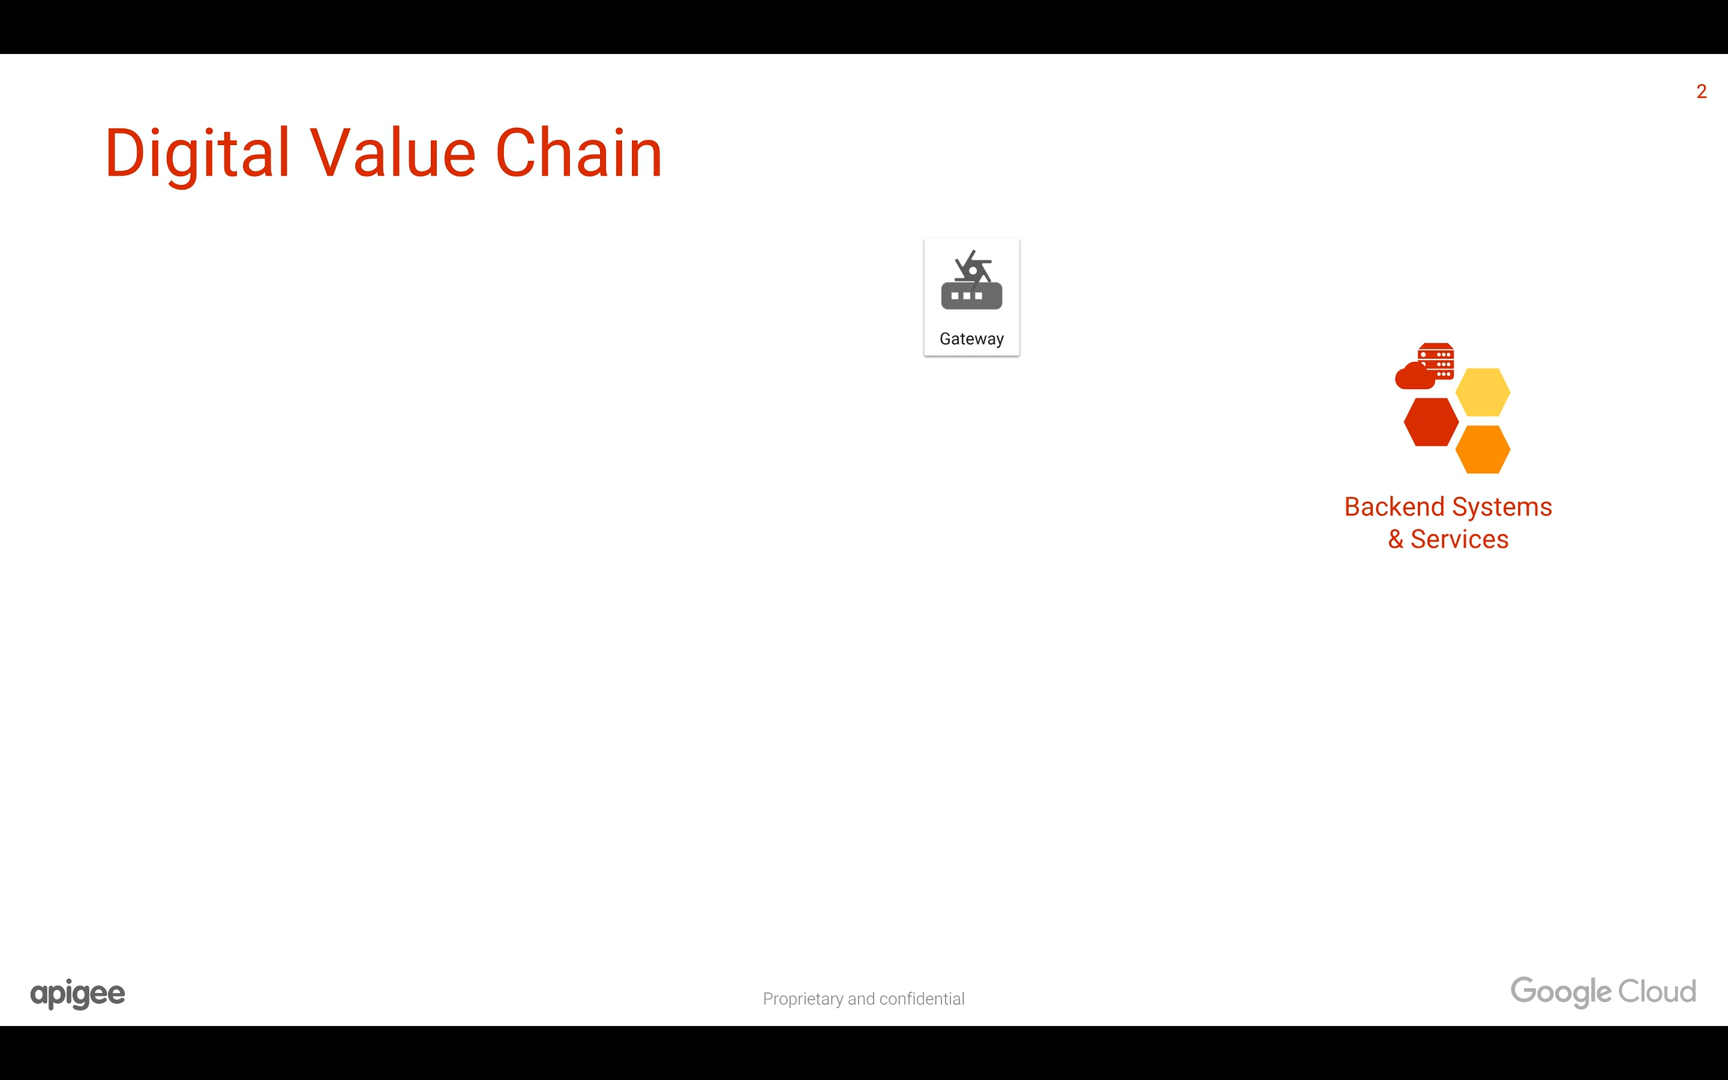 2
Digital Value Chain
Gateway
Backend Systems
& Services
apigee
Proprietary and confidential
Google Cloud